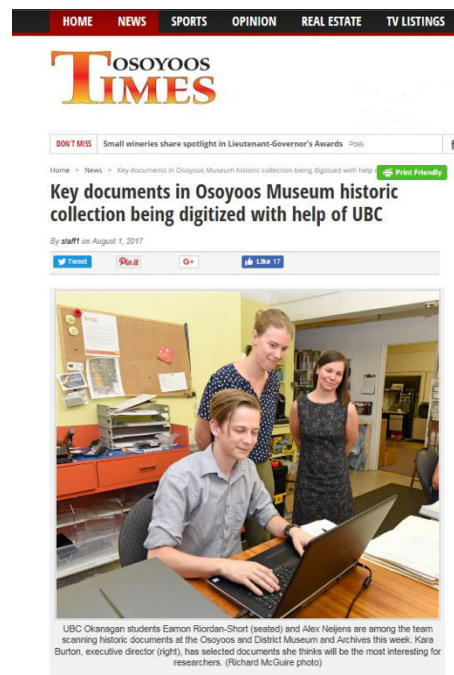 HOME NEWS SPORTS OPINION REAL ESTATE TV LISTINGS
OSOYOOS
TIMES
DON'T MISS Small wineries share spotlight in Lieutenant-Governor's Awards
Home > News > Key documents in Osoyoos Museum historic collection being digitized with help
Print Friendly
Key documents in Osoyoos Museum historic
collection being digitized with help of UBC
By staff1 on August 1, 2017
Tweet Pin it G+ Like 17
UBC Okanagan students Eamon Riordan-Short (seated) and Alex Neijens are among the team
scanning historic documents at the Osoyoos and District Museum and Archives this week. Kara
Burton, executive director (right), has selected documents she thinks will be the most interesting for
researchers. (Richard McGuire photo)